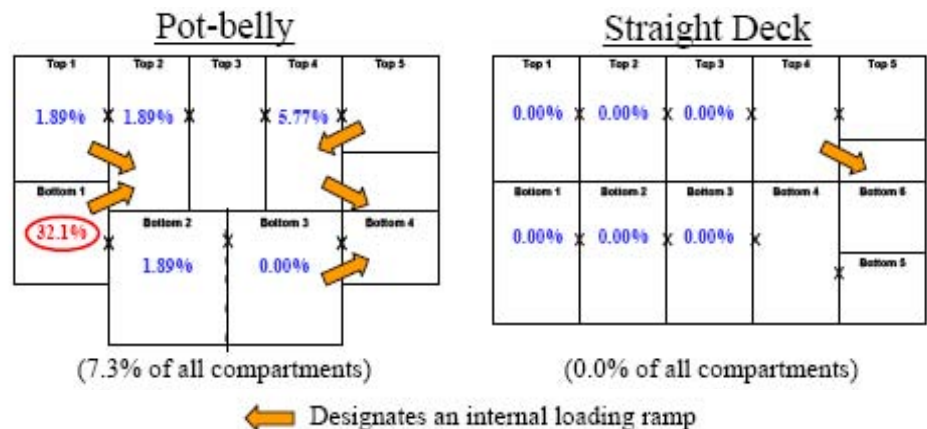 Pot-belly
Straight Deck
Top 1 Top 2 Top 3 Top 4 Top 5
1.89% X 1.89% X X 5.77% X
Bottom 1
32.1%
X
Bottom 2
1.89%
X
Bottom 3
0.00%
X
Bottom 4
(7.3% of all compartments)
Top 1 Top 2 Top 3 Top 4 Top 5
0.00% X 0.00% X 0.00% X X
Bottom 1 Bottom 2 Bottom 3 Bottom 4 Bottom 6
0.00% X 0.00% X 0.00% X
Bottom 5
X
(0.0% of all compartments)
Designates an internal loading ramp